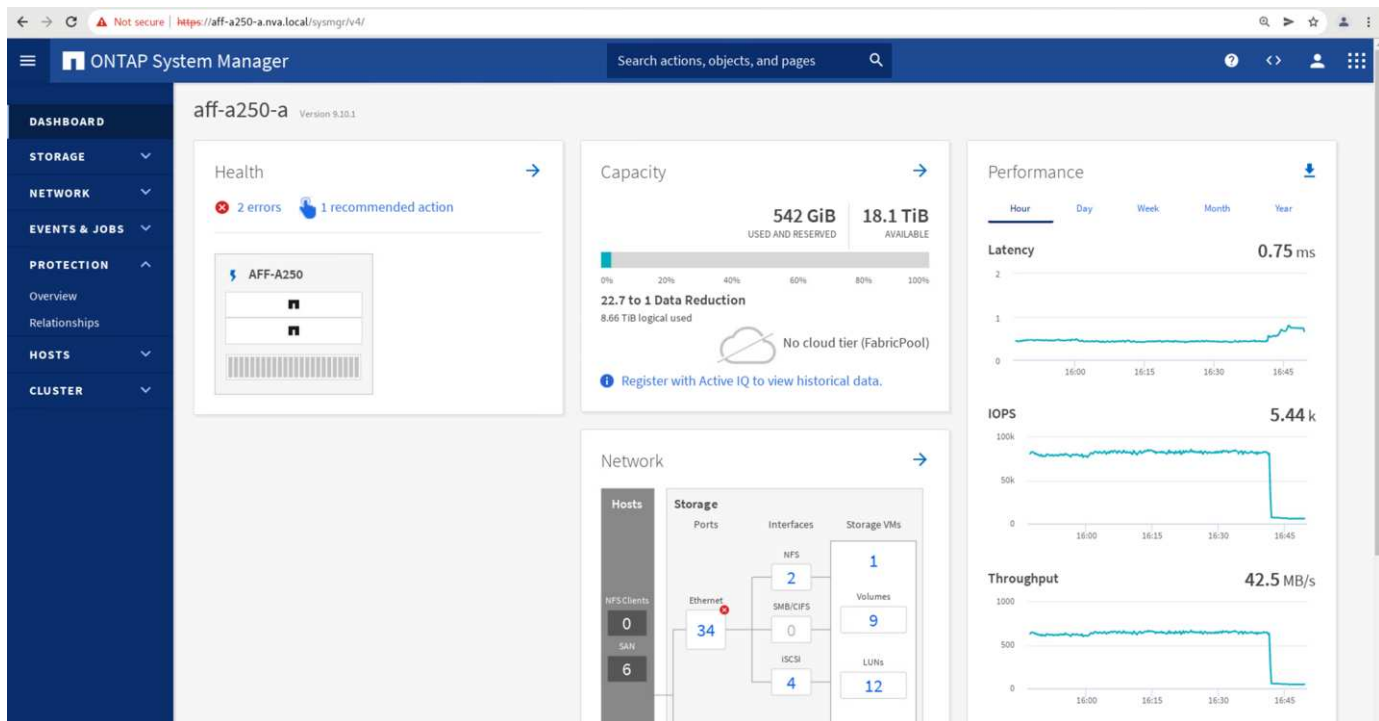 Not secure | https://aff-a250-a.nva.local/sysmgr/v4/
ONTAP System Manager
Search actions, objects, and pages
DASHBOARD
STORAGE
NETWORK
EVENTS & JOBS
PROTECTION
Overview
Relationships
HOSTS
CLUSTER
aff-a250-a Version 9.10.1
Health
2 errors 1 recommended action
AFF-A250
Capacity
542 GiB 18.1 TiB
USED AND RESERVED AVAILABLE
0% 20% 40% 60% 80% 100%
22.7 to 1 Data Reduction
8.66 TiB logical used
No cloud tier (FabricPool)
Register with Active IQ to view historical data.
Network
Hosts Storage
Ports Interfaces Storage VMs
NFS
2
1
NFS Clients
0
Ethernet
34
SMB/CIFS
0
Volumes
9
SAN
6
iSCSI
4
LUNs
12
Performance
Hour Day Week Month Year
Latency 0.75 ms
2
1
0
16:00 16:15 16:30 16:45
IOPS 5.44 k
100k
50k
0
16:00 16:15 16:30 16:45
Throughput 42.5 MB/s
1000
500
0
16:00 16:15 16:30 16:45